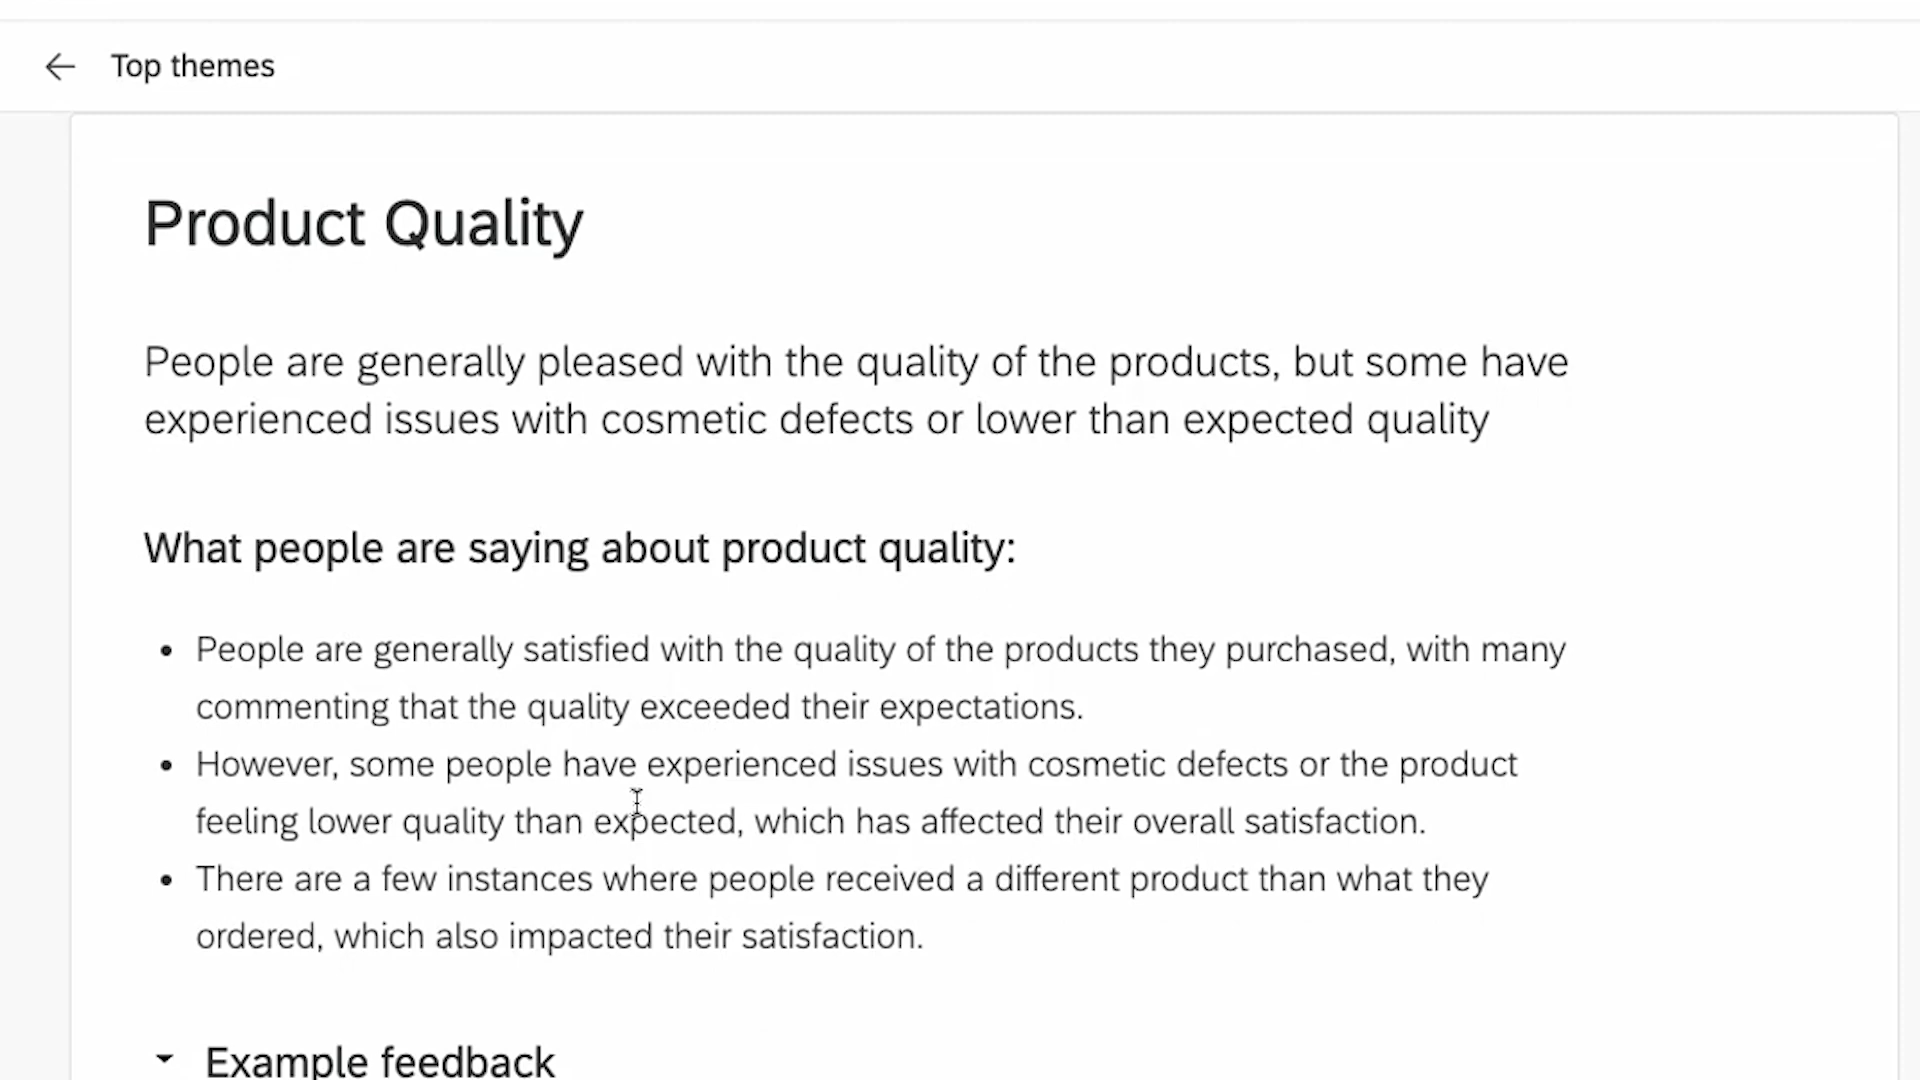 Top themes
Product Quality
People are generally pleased with the quality of the products, but some have
experienced issues with cosmetic defects or lower than expected quality
What people are saying about product quality:
• People are generally satisfied with the quality of the products they purchased, with many
commenting that the quality exceeded their expectations.
• However, some people have experienced issues with cosmetic defects or the product
feeling lower quality than expected, which has affected their overall satisfaction.
• There are a few instances where people received a different product than what they
ordered, which also impacted their satisfaction.
Example feedback